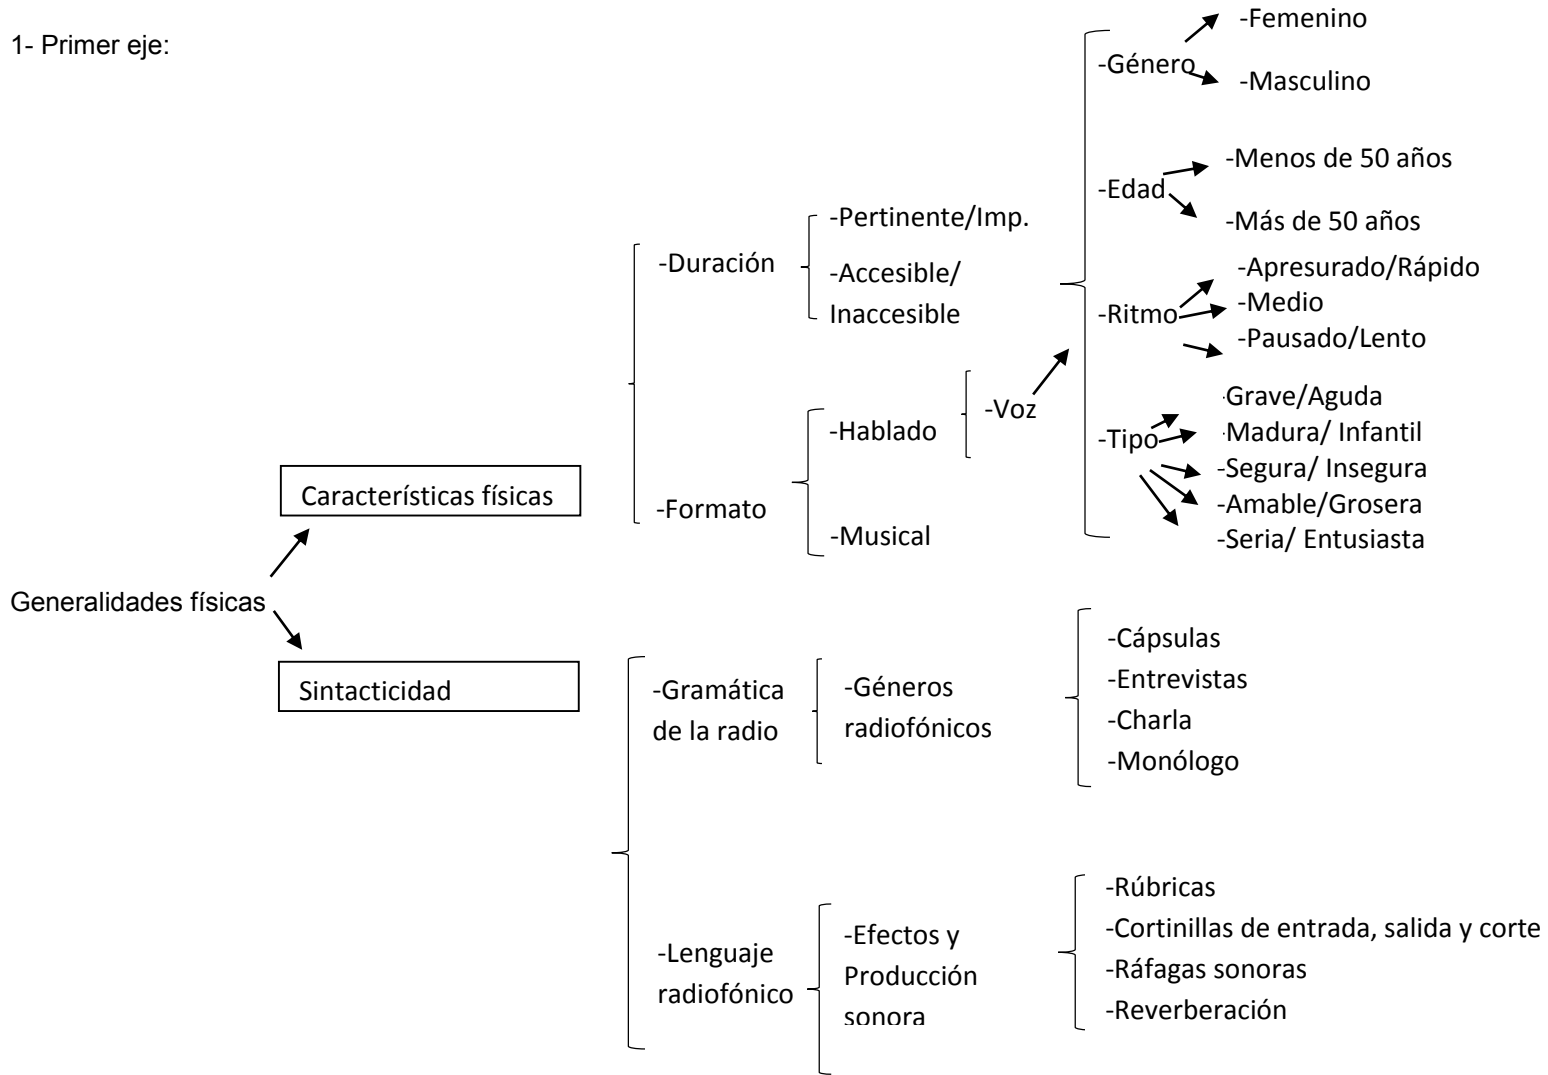 1- Primer eje:
-Femenino
-Género
-Masculino
-Menos de 50 años
-Edad
-Más de 50 años
-Duración
-Pertinente/Imp.
-Accesible/
Inaccesible
-Apresurado/Rápido
-Ritmo
-Medio
-Pausado/Lento
-Formato
-Hablado
-Voz
-Musical
-Tipo
-Grave/Aguda
-Madura/ Infantil
-Segura/ Insegura
-Amable/Grosera
-Seria/ Entusiasta
Características físicas
Generalidades físicas
Sintacticidad
-Gramática
de la radio
-Géneros
radiofónicos
-Cápsulas
-Entrevistas
-Charla
-Monólogo
-Lenguaje
radiofónico
-Efectos y
Producción
sonora
-Rúbricas
-Cortinillas de entrada, salida y corte
-Ráfagas sonoras
-Reverberación